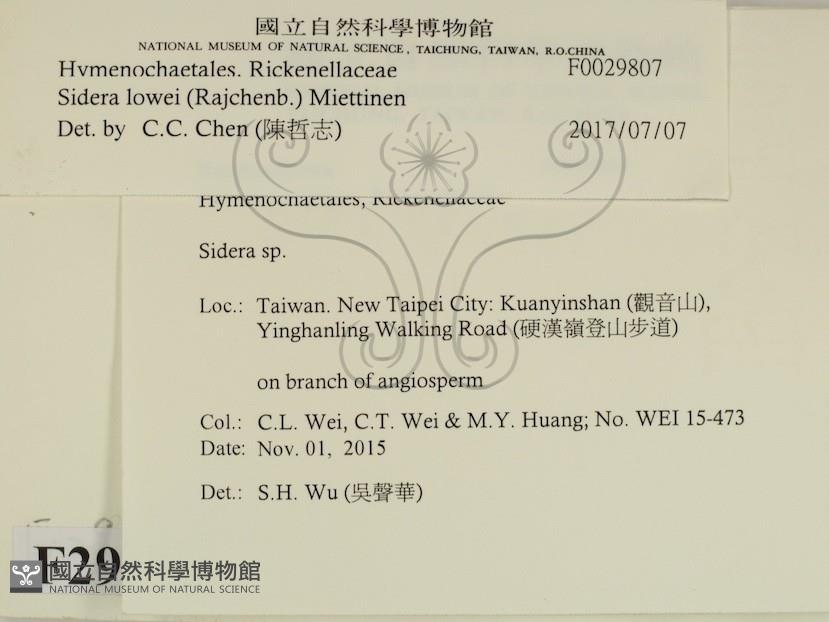 國立自然科學博物館
NATIONAL MUSEUM OF NATURAL SCIENCE, TAICHUNG, TAIWAN, R.O.CHINA
Hymenochaetales. Rickenellaceae F0029807
Sidera lowei (Rajchenb.) Miettinen
Det. by C.C. Chen (陳哲志) 2017/07/07
Hymenochaetales, Rickenellaceae
Sidera sp.
Loc.: Taiwan. New Taipei City: Kuanyinshan (觀音山),
Yinghanling Walking Road (硬漢嶺登山步道)
on branch of angiosperm
Col.: C.L. Wei, C.T. Wei & M.Y. Huang; No. WEI 15-473
Date: Nov. 01, 2015
Det.: S.H. Wu (吳聲華)
F29
國立自然科學博物館
NATIONAL MUSEUM OF NATURAL SCIENCE